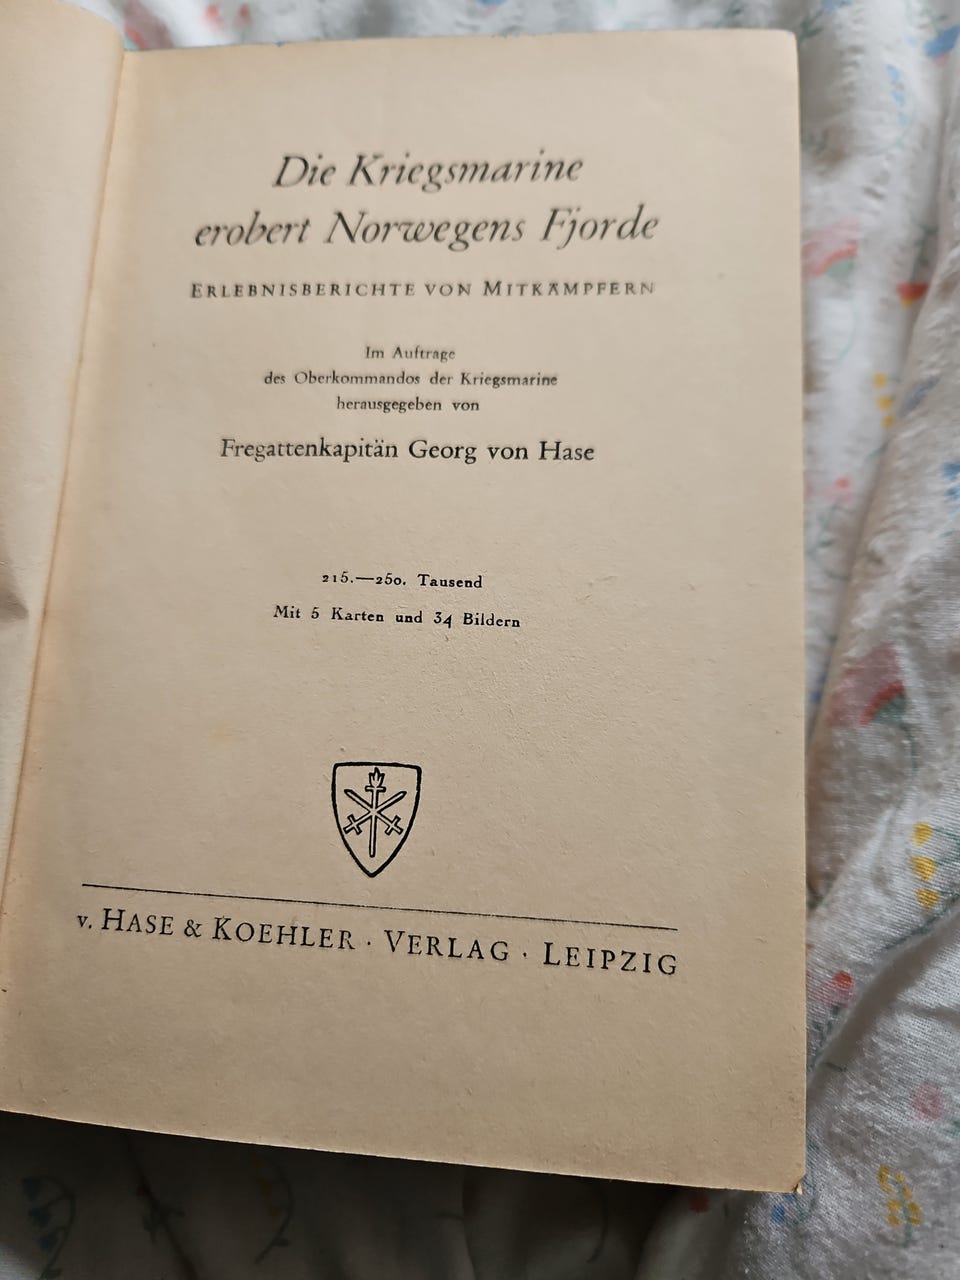 Die Kriegsmarine
erobert Norwegens Fjorde
ERLEBNISBERICHTE VON MITKÄMPFERN
Im Auftrage
des Oberkommandos der Kriegsmarine
herausgegeben von
Fregattenkapitän Georg von Hase
215.—250. Tausend
Mit 5 Karten und 34 Bildern
v. HASE & KOEHLER · VERLAG · LEIPZIG